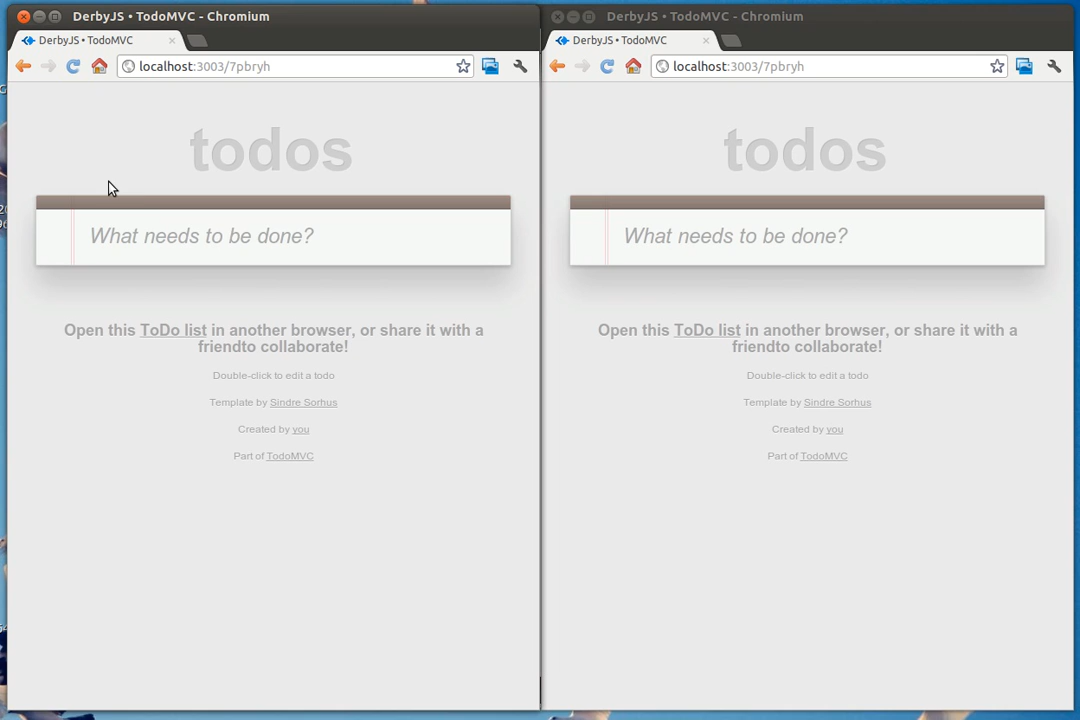 DerbyJS • TodoMVC - Chromium
DerbyJS • TodoMVC
localhost:3003/7pbryh
todos
What needs to be done?
Open this ToDo list in another browser, or share it with a
friendto collaborate!
Double-click to edit a todo
Template by Sindre Sorhus
Created by you
Part of TodoMVC
DerbyJS • TodoMVC - Chromium
DerbyJS • TodoMVC
localhost:3003/7pbryh
todos
What needs to be done?
Open this ToDo list in another browser, or share it with a
friendto collaborate!
Double-click to edit a todo
Template by Sindre Sorhus
Created by you
Part of TodoMVC